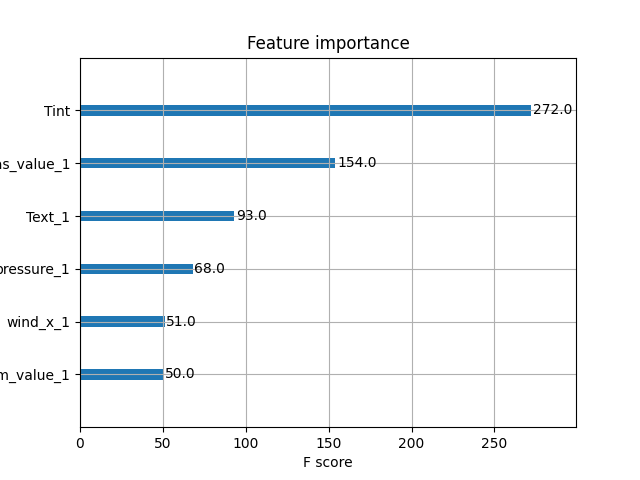 Feature importance
Tint 272.0
as_value_1 154.0
Text_1 93.0
pressure_1 68.0
wind_x_1 51.0
m_value_1 50.0
0 50 100 150 200 250
F score